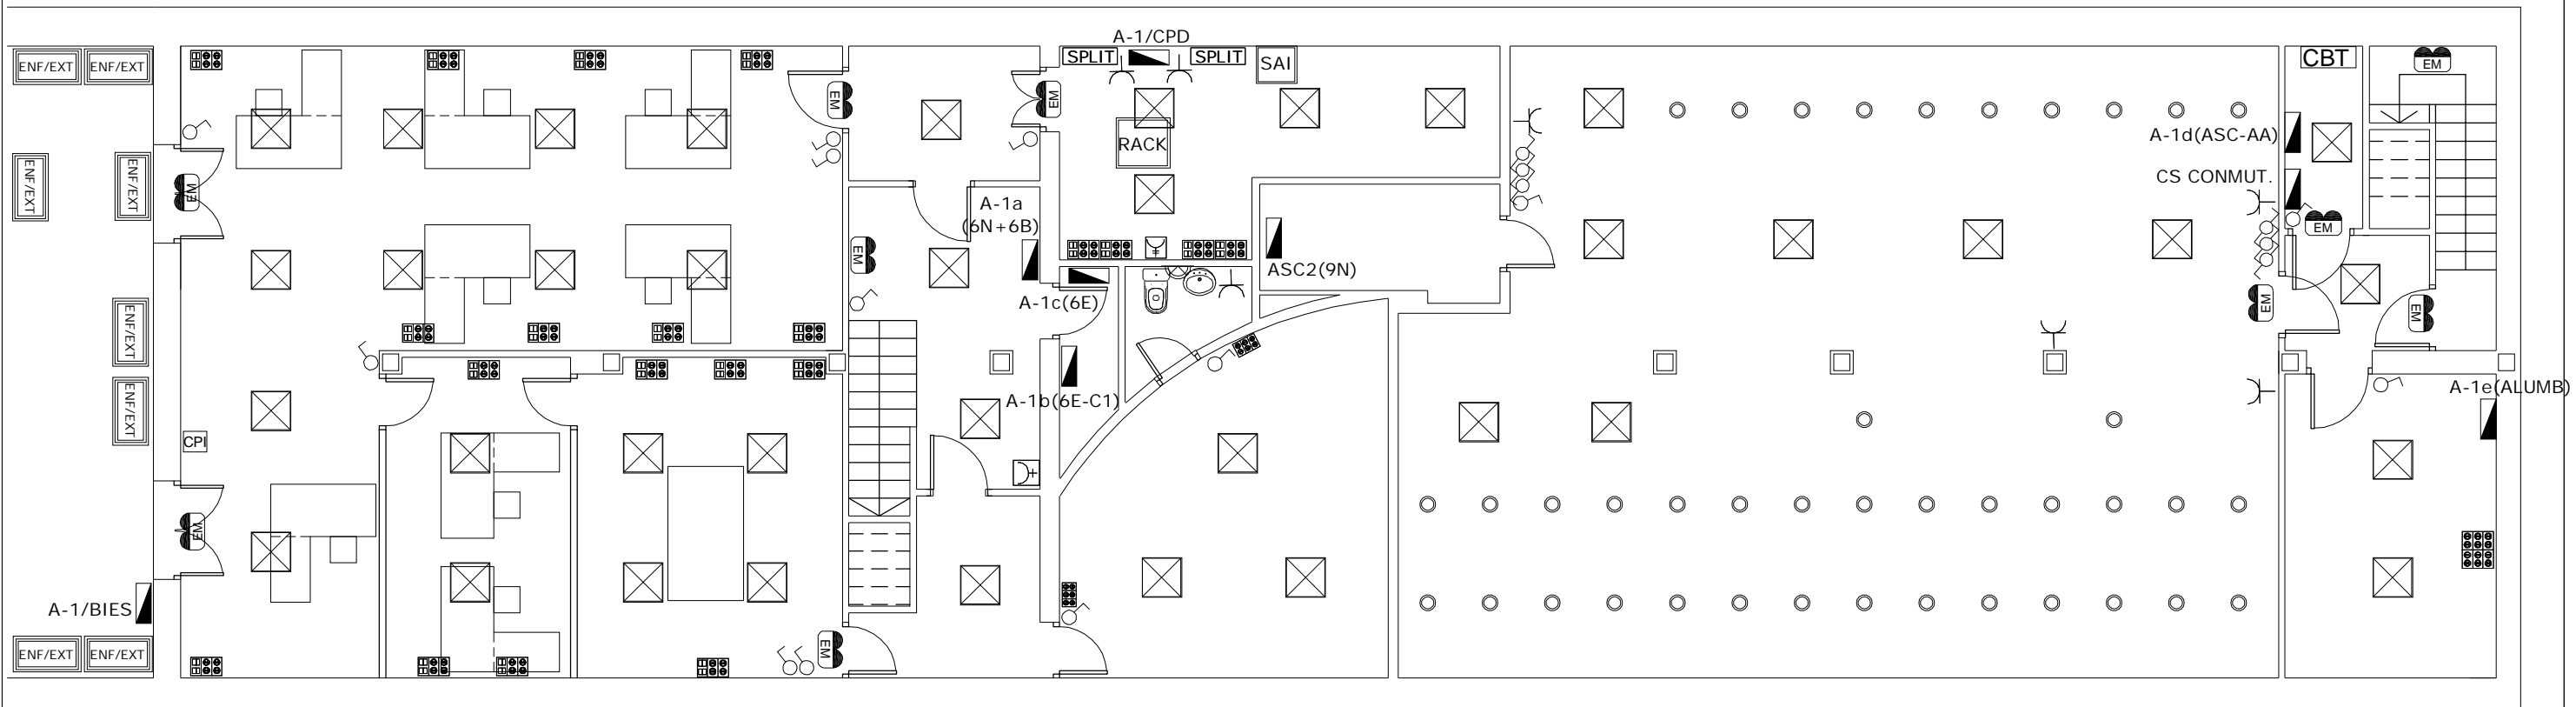 A-1/CPD
ENF/EXT
ENF/EXT
SPLIT
SPLIT
SAI
CBT
EM
EM
EM
RACK
A-1d(ASC-AA)
ENF/EXT
ENF/EXT
EM
CS CONMUT.
A-1a
(6N+6B)
EM
EM
ASC2(9N)
A-1c(6E)
EM
EM
ENF/EXT
ENF/EXT
A-1b(6E-C1)
A-1e(ALUMB)
CPI
EM
A-1/BIES
EM
ENF/EXT
ENF/EXT